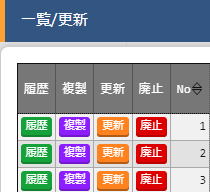 一覧/更新
履歴 複製 更新 廃止 No
履歴 複製 更新 廃止 1
履歴 複製 更新 廃止 2
履歴 複製 更新 廃止 3